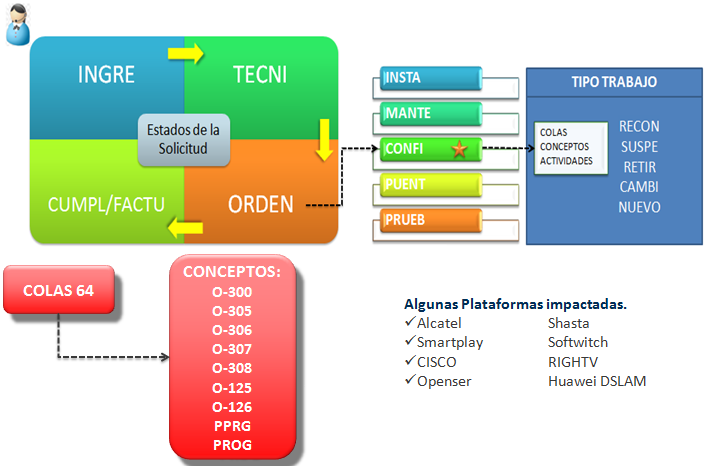 INGRE
TECNI
Estados de la
Solicitud
CUMPL/FACTU
ORDEN
INSTA
MANTE
CONFI
PUENT
PRUEB
TIPO TRABAJO
COLAS
CONCEPTOS
ACTIVIDADES
RECON
SUSPE
RETIR
CAMBI
NUEVO
COLAS 64
CONCEPTOS:
O-300
O-305
O-306
O-307
O-308
O-125
O-126
PPRG
PROG
Algunas Plataformas impactadas.
✓Alcatel Shasta
✓Smartplay Softwitch
✓CISCO RIGHTV
✓Openser Huawei DSLAM